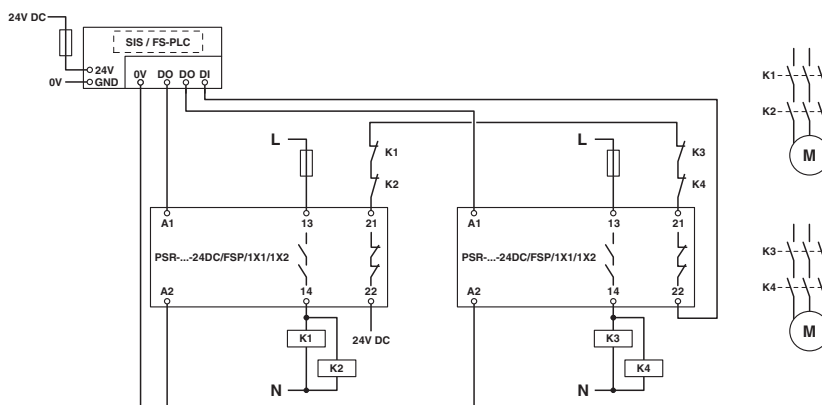 24V DC
SIS / FS-PLC
24V
0V
GND
0V DO DO DI
L
K1
K2
L
K3
K4
A1 13 21
PSR-...-24DC/FSP/1X1/1X2
A2 14 22
K1
K2
24V DC
N
A1 13 21
PSR-...-24DC/FSP/1X1/1X2
A2 14 22
K3
K4
N
K1
K2
M
K3
K4
M